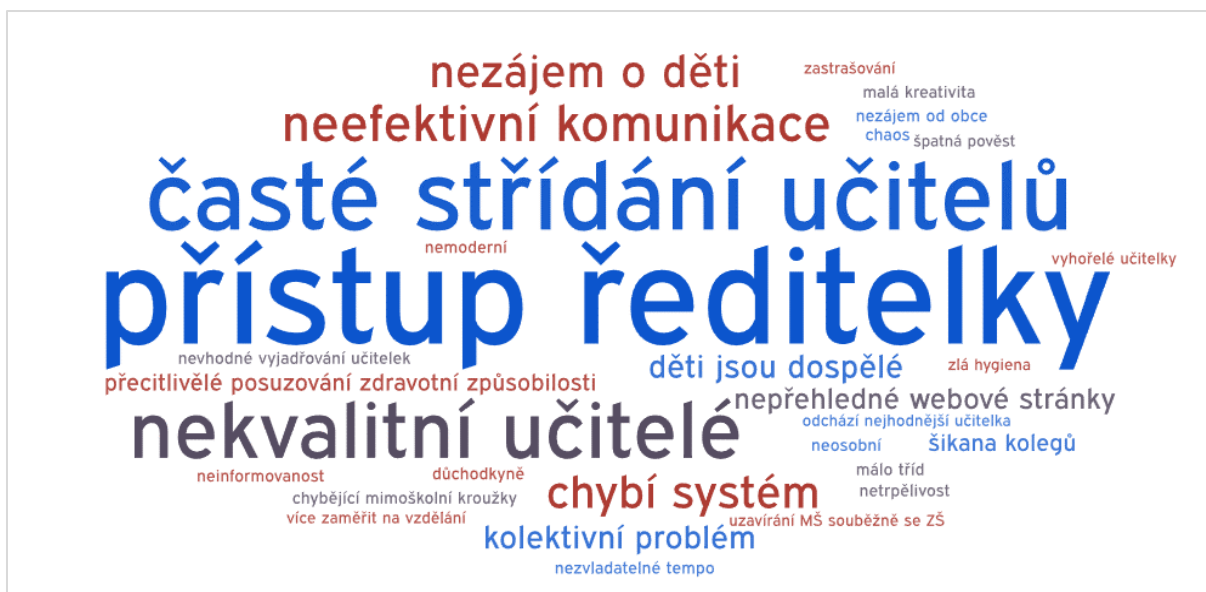 nezájem o děti
zastrašování
malá kreativita
neefektivní komunikace
nezájem od obce
chaos
špatná pověst
časté střídání učitelů
nemoderní
přístup ředitelky
vyhořelé učitelky
nevhodné vyjadřování učitelek
děti jsou dospělé
zlá hygiena
přecitlivělé posuzování zdravotní způsobilosti
nepřehledné webové stránky
nekvalitní učitelé
odchází nejhodnější učitelka
neosobní
šikana kolegů
neinformovanost
důchodkyně
málo tříd
chybějící mimoškolní kroužky
chybí systém
netrpělivost
více zaměřit na vzdělání
uzavírání MŠ souběžně se ZŠ
kolektivní problém
nezvladatelné tempo